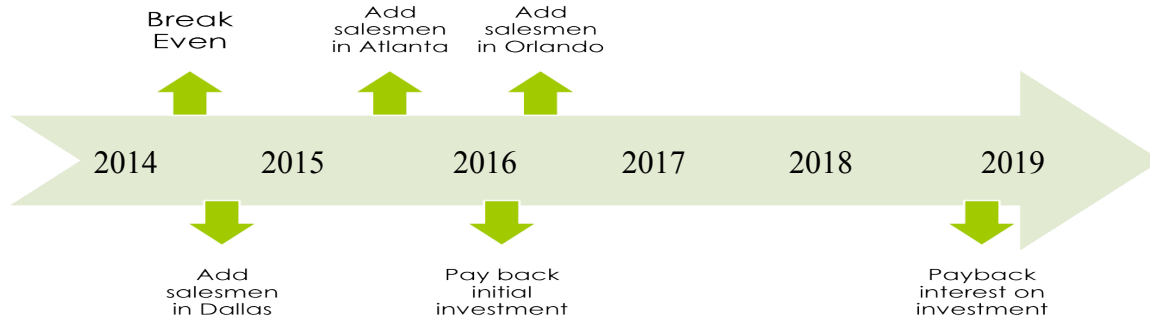 Break
Even
Add
salesmen
in Atlanta
Add
salesmen
in Orlando
2014 2015 2016 2017 2018 2019
Add
salesmen
in Dallas
Pay back
initial
investment
Payback
interest on
investment